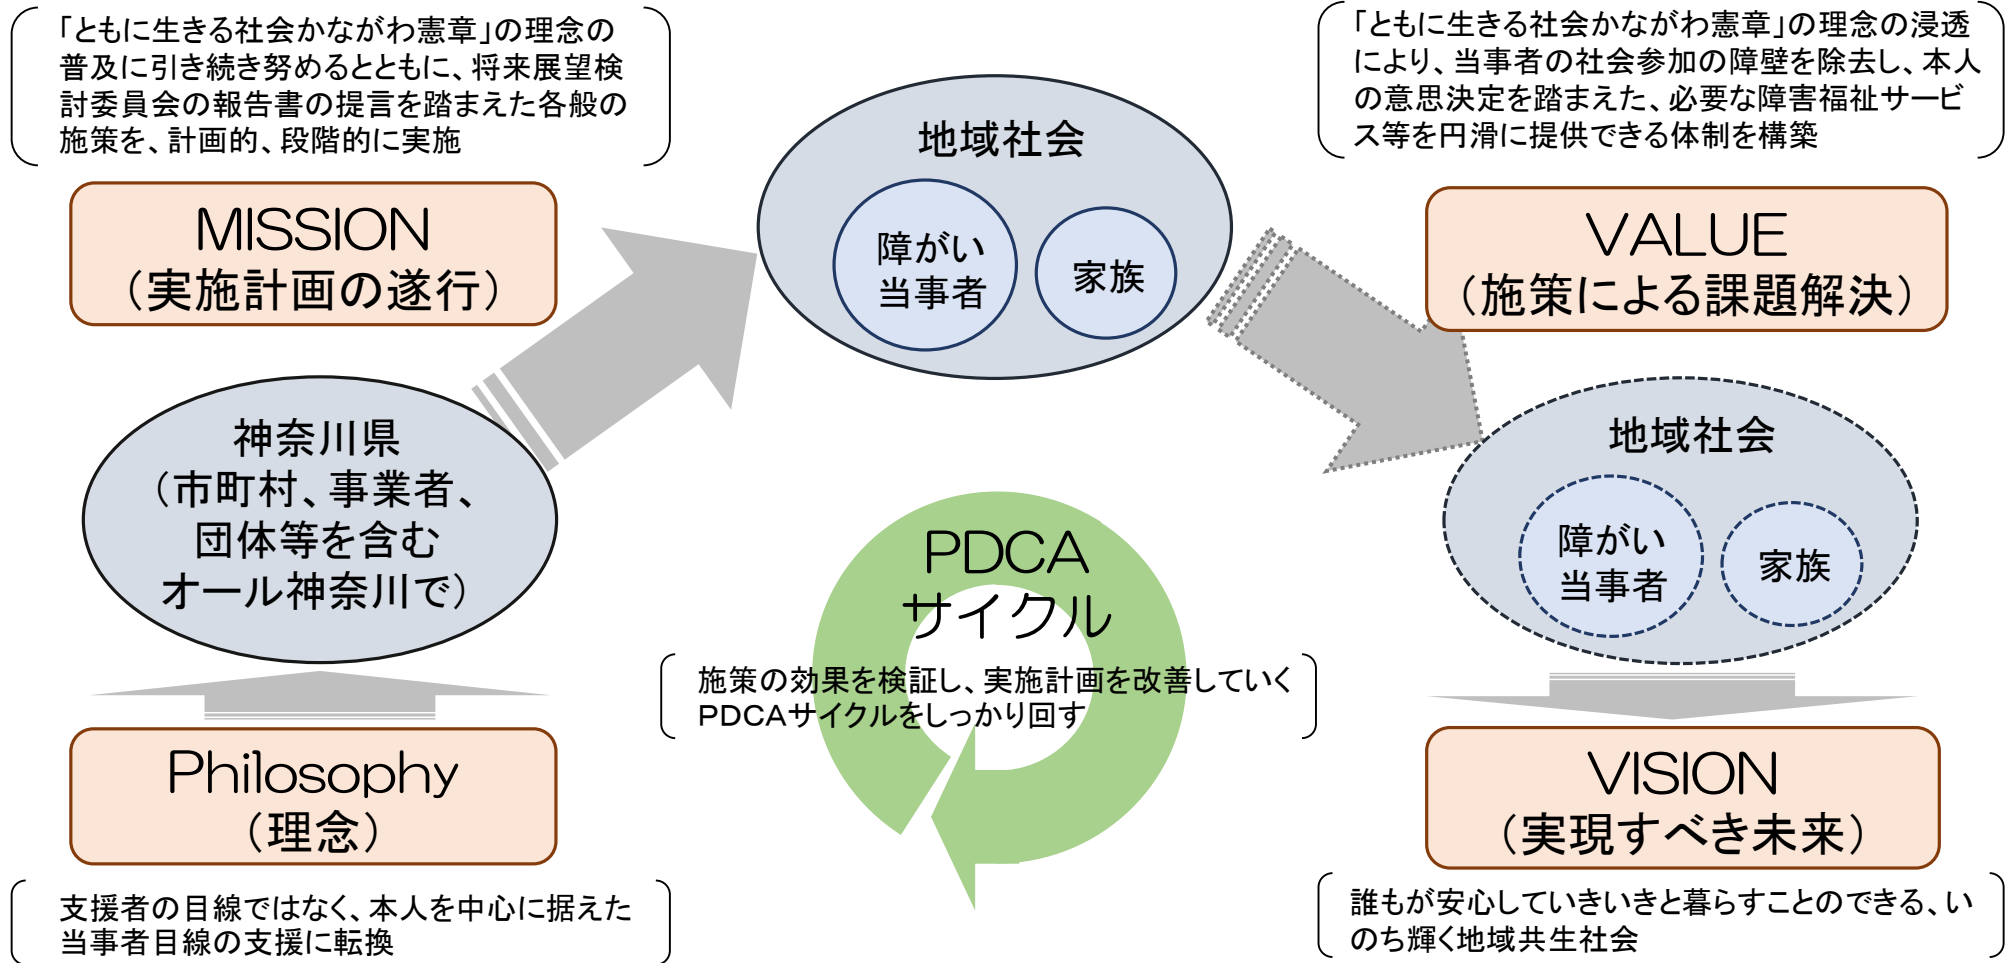 「ともに生きる社会かながわ憲章」の理念の
普及に引き続き努めるとともに、将来展望検
討委員会の報告書の提言を踏まえた各般の
施策を、計画的、段階的に実施
MISSION
（実施計画の遂行）
地域社会
障がい
当事者
家族
「ともに生きる社会かながわ憲章」の理念の浸透
により、当事者の社会参加の障壁を除去し、本人
の意思決定を踏まえた、必要な障害福祉サービ
ス等を円滑に提供できる体制を構築
VALUE
（施策による課題解決）
神奈川県
（市町村、事業者、
団体等を含む
オール神奈川で）
地域社会
障がい
当事者
家族
PDCA
サイクル
施策の効果を検証し、実施計画を改善していく
PDCAサイクルをしっかり回す
Philosophy
（理念）
支援者の目線ではなく、本人を中心に据えた
当事者目線の支援に転換
VISION
（実現すべき未来）
誰もが安心していきいきと暮らすことのできる、い
のち輝く地域共生社会